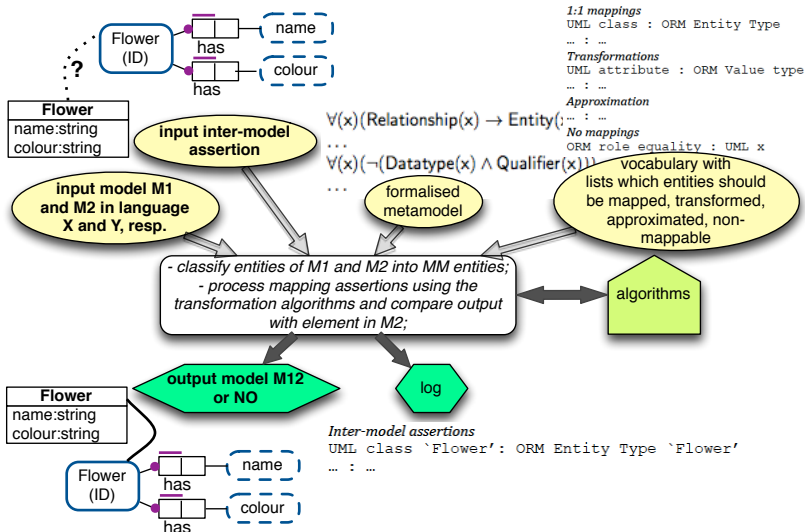 Flower
(ID)
has
name
has
colour
?
Flower
name:string
colour:string
1:1 mappings
UML class : ORM Entity Type
… : …
Transformations
UML attribute : ORM Value type
… : …
Approximation
… : …
No mappings
ORM role equality : UML x
input inter-model
assertion
∀(x)(Relationship(x) → Entity(
...
∀(x)(¬(Datatype(x) ∧ Qualifier(x)))
...
input model M1
and M2 in language
X and Y, resp.
formalised
metamodel
vocabulary with
lists which entities should
be mapped, transformed,
approximated, non-
mappable
- classify entities of M1 and M2 into MM entities;
- process mapping assertions using the
transformation algorithms and compare output
with element in M2;
algorithms
output model M12
or NO
log
Flower
name:string
colour:string
Inter-model assertions
UML class `Flower’: ORM Entity Type `Flower’
… : …
Flower
(ID)
has
name
has
colour